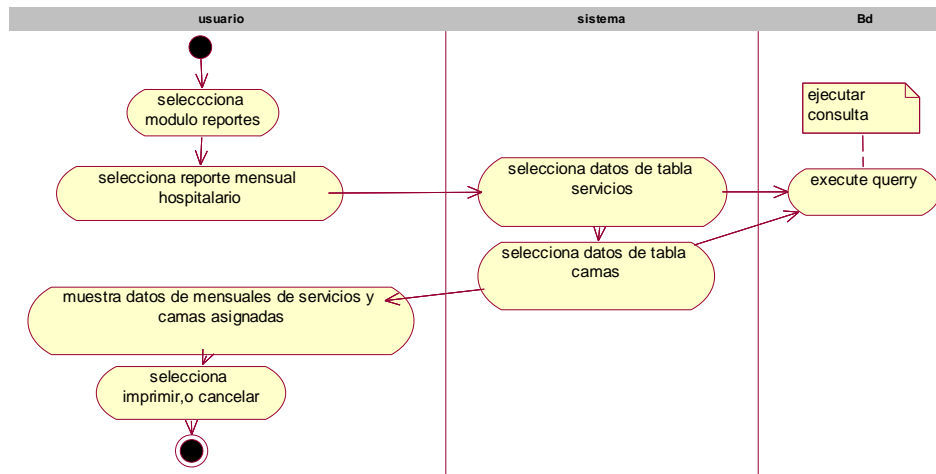 usuario
sistema
Bd
seleccciona
modulo reportes
ejecutar
consulta
selecciona reporte mensual
hospitalario
selecciona datos de tabla
servicios
execute querry
selecciona datos de tabla
camas
muestra datos de mensuales de servicios y
camas asignadas
selecciona
imprimir,o cancelar